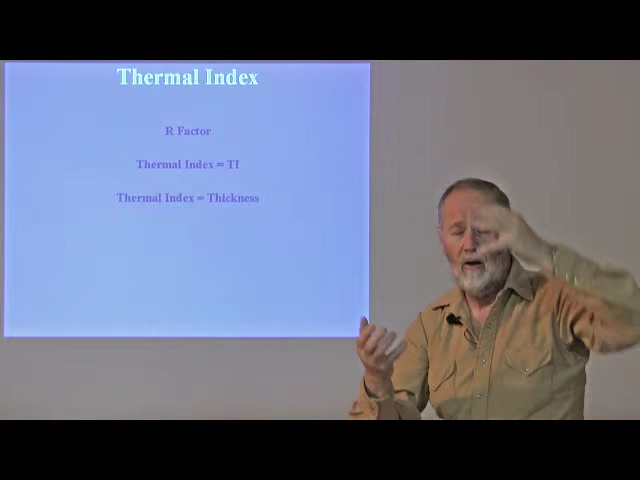 Thermal Index
R Factor
Thermal Index = TI
Thermal Index = Thickness